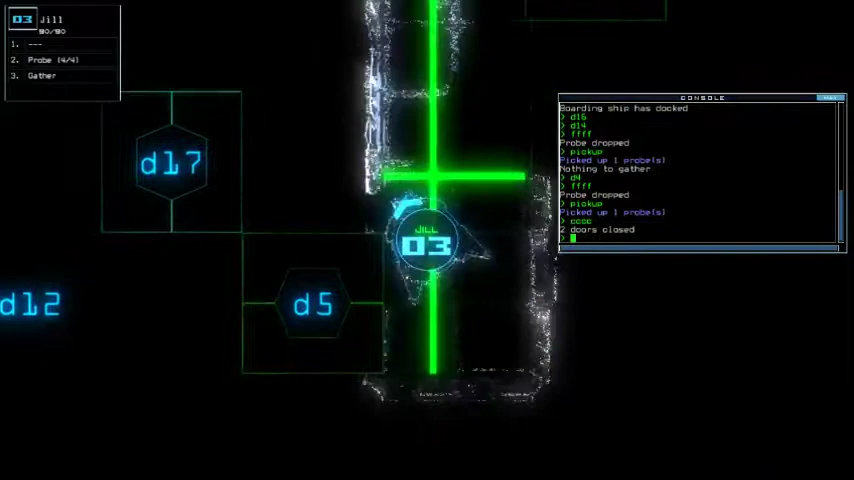 03 Jill
90/90
1. ---
2. Probe (4/4)
3. Gather
d17
d5
d12
JILL
03
CONSOLE
Boarding ship has docked
> d16
> d14
> ffff
Probe dropped
> pickup
Picked up 1 probe(s)
Nothing to gather
> d4
> ffff
Probe dropped
> pickup
Picked up 1 probe(s)
> cccc
2 doors closed
>